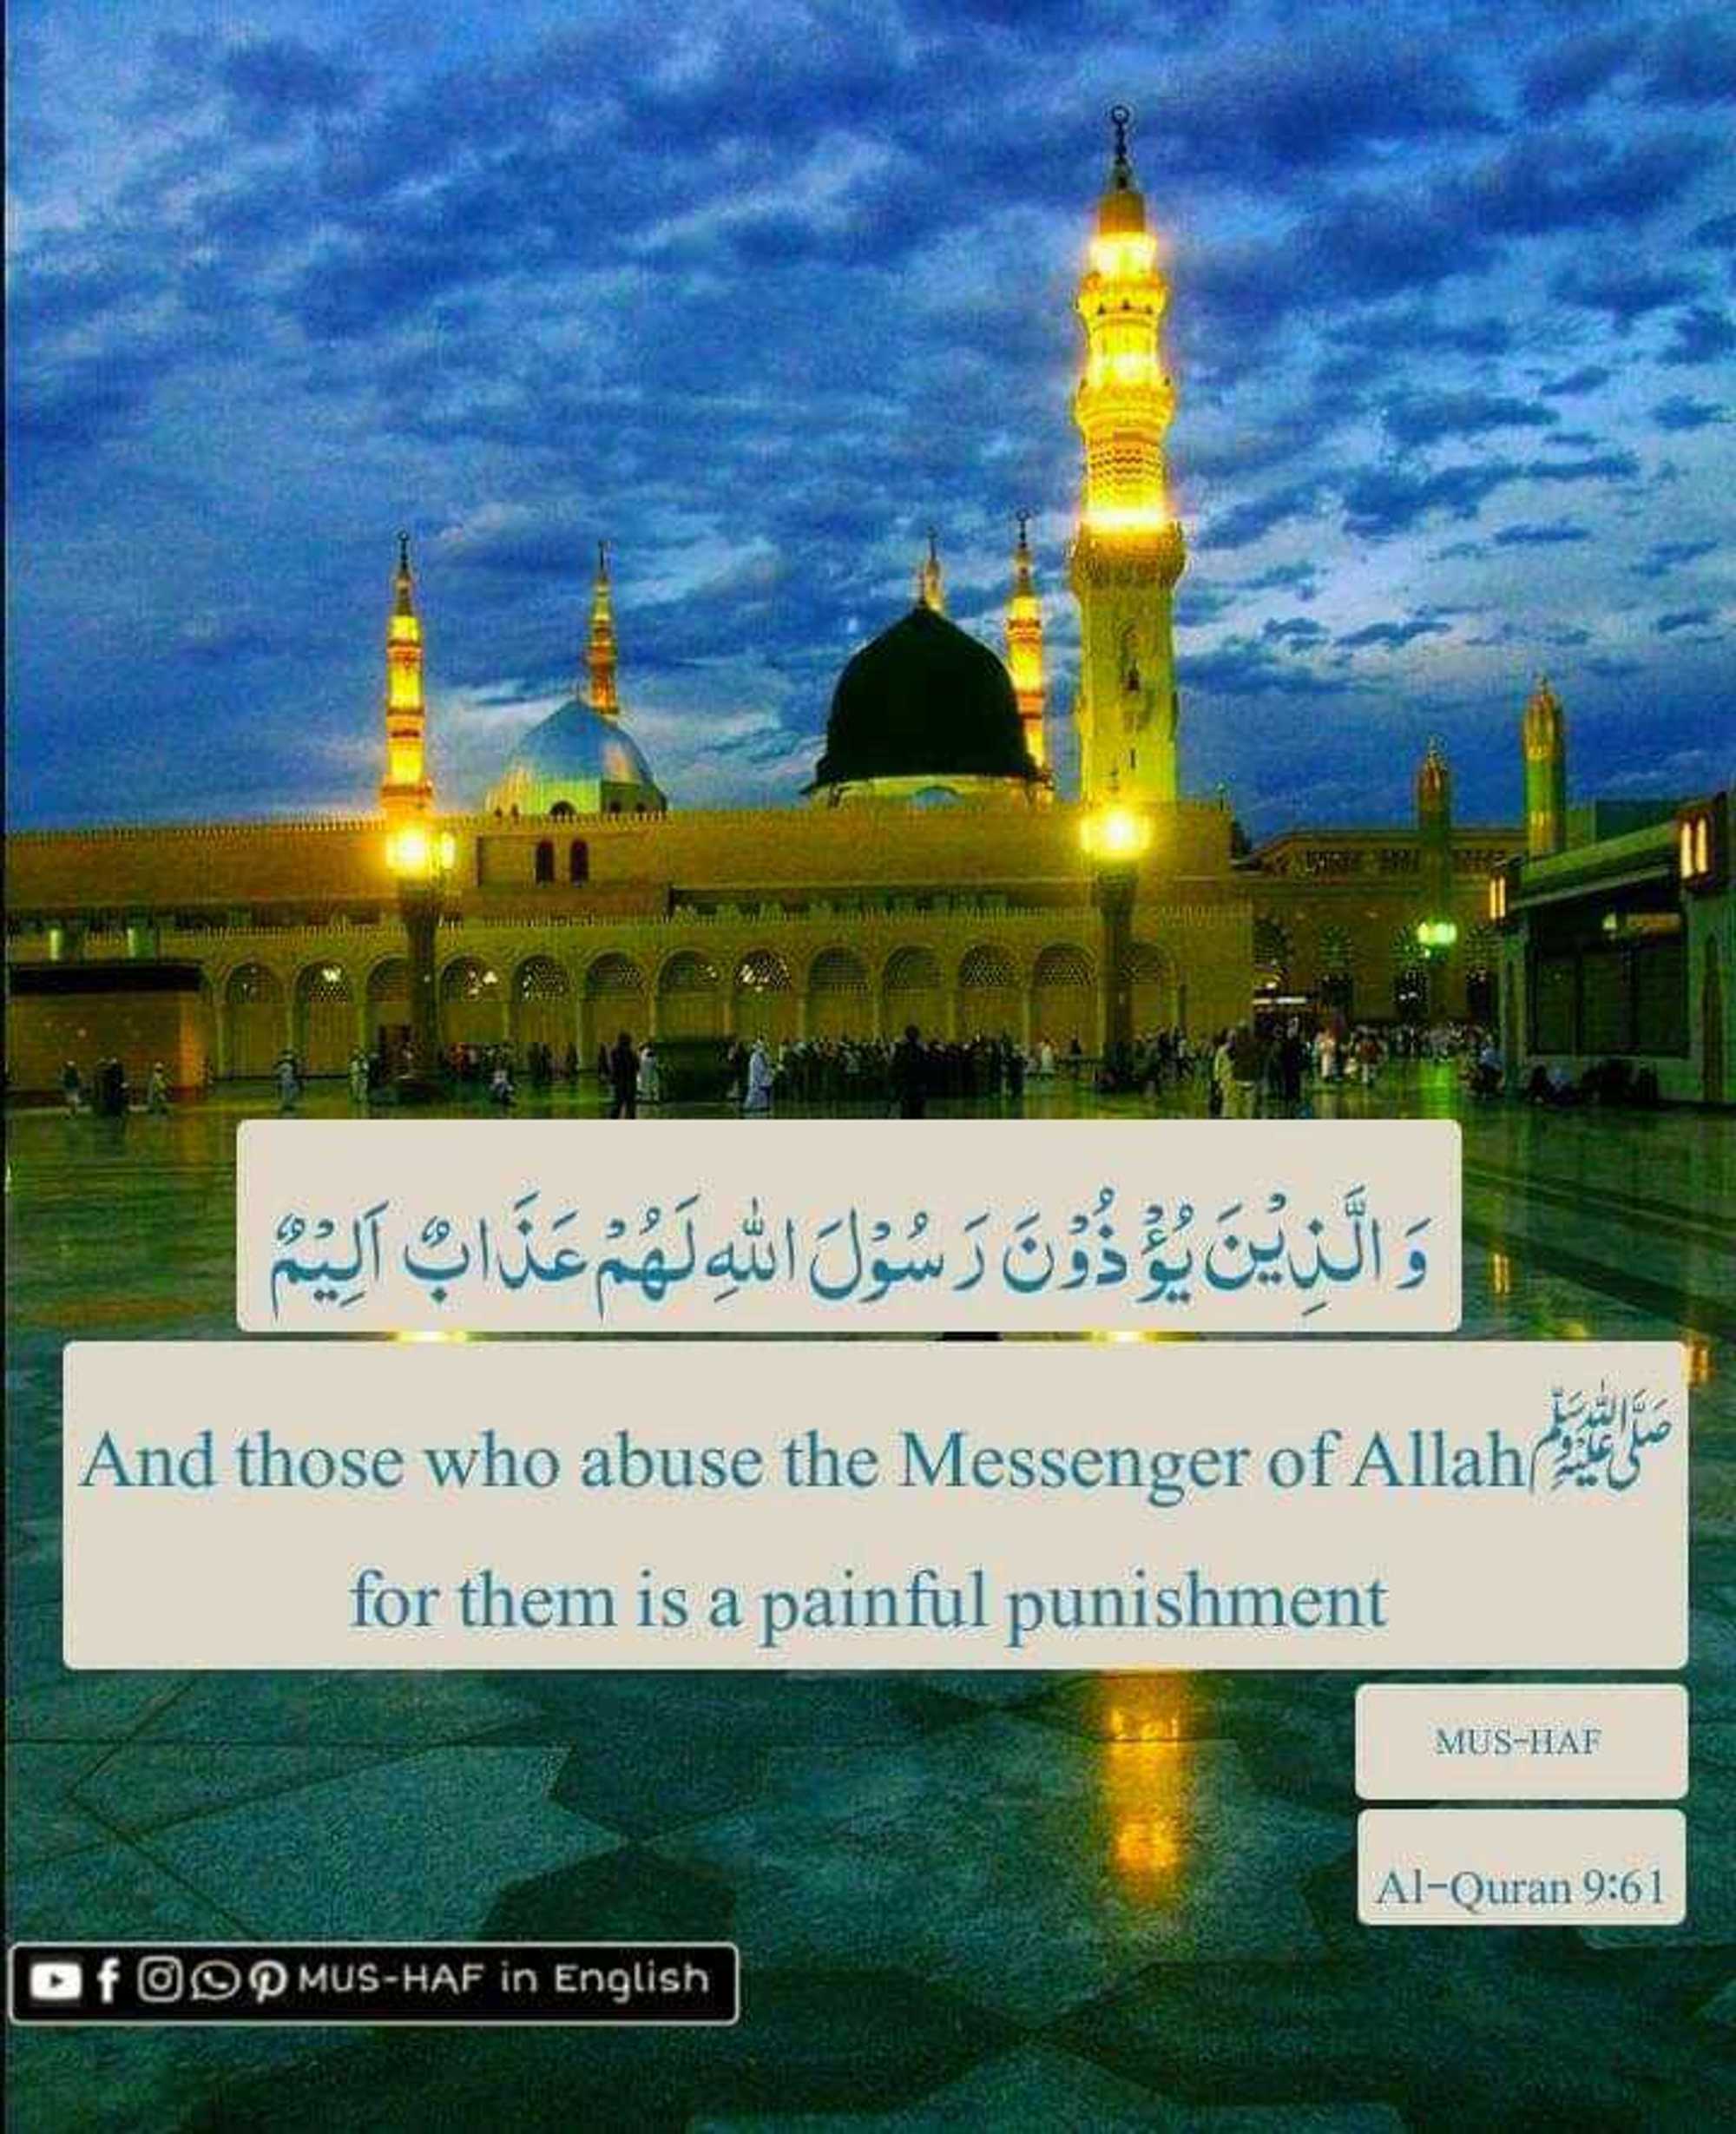 وَ الَّذِيْنَ يُؤْذُوْنَ رَسُوْلَ اللهِ لَهُمْ عَذَابٌ اَلِيْمٌ
And those who abuse the Messenger of Allah ﷺ
for them is a painful punishment
MUS-HAF
Al-Quran 9:61
MUS-HAF in English